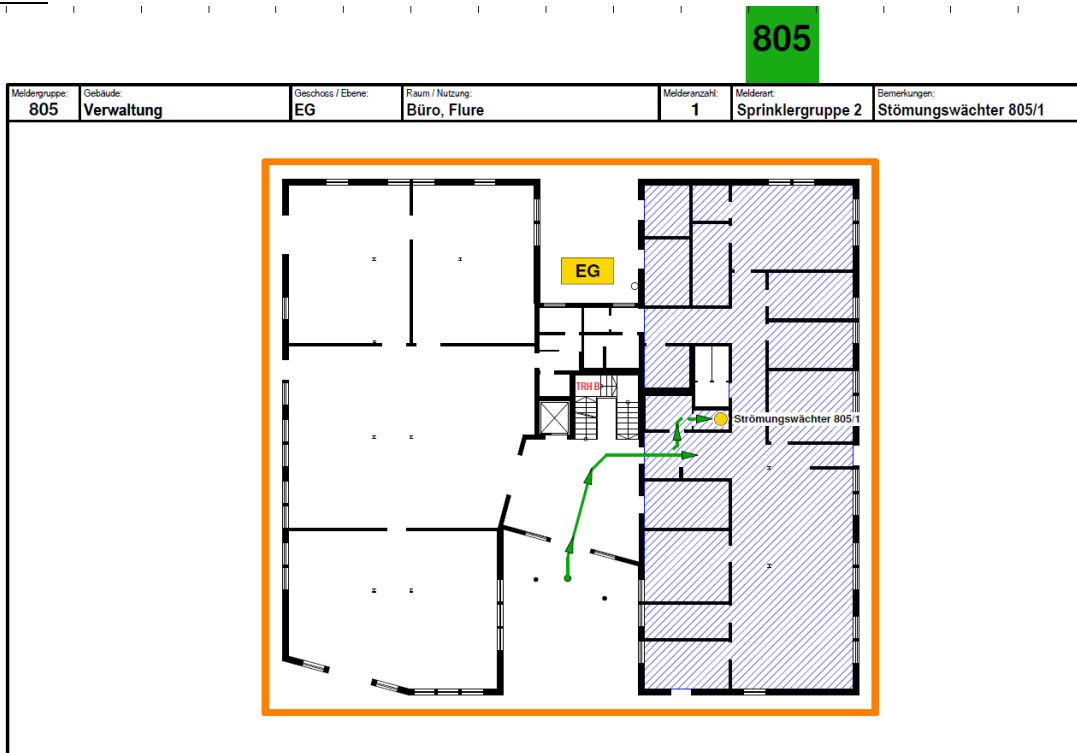 805
Meldergruppe:
805
Gebäude:
Verwaltung
Geschoss / Ebene:
EG
Raum / Nutzung:
Büro, Flure
Melderanzahl:
1
Melderart:
Sprinklergruppe 2
Bemerkungen:
Stömungswächter 805/1
EG
TRH B
Strömungswächter 805/1